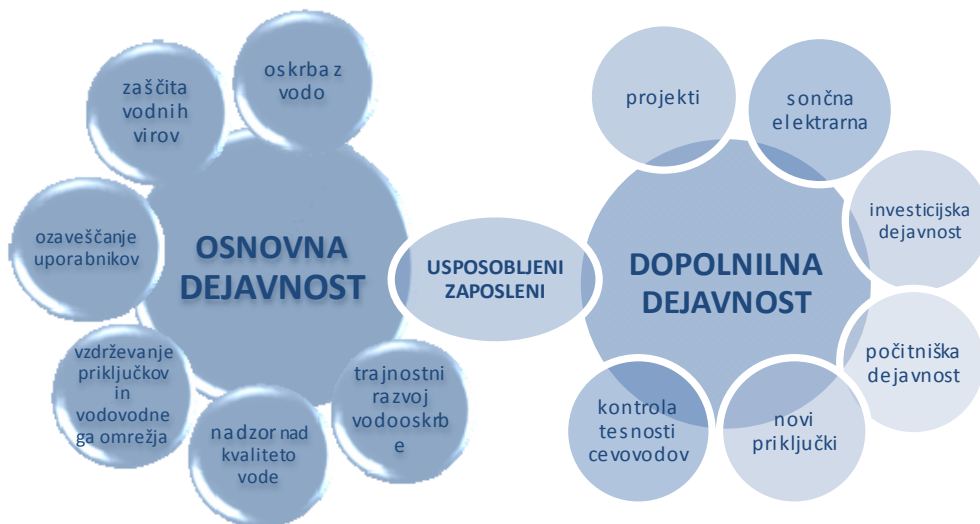 oskrba z
vodo
zaščita
vodnih
virov
ozaveščanje
uporabnikov
vzdrževanje
priključkov
in
vodovodne
ga omrežja
nadzor nad
kvaliteto
vode
trajnostni
razvoj
vodooskrb
e
OSNOVNA
DEJAVNOST
USPOSOBLJENI
ZAPOSLENI
DOPOLNILNA
DEJAVNOST
projekti
sončna
elektrarna
investicijska
dejavnost
počitniška
dejavnost
novi
priključki
kontrola
tesnosti
cevovodov